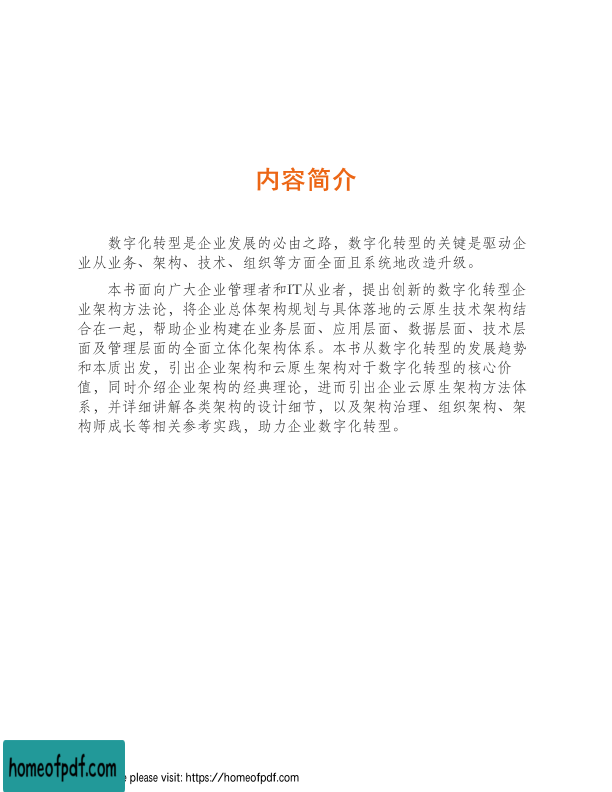 内容简介
数字化转型是企业发展的必由之路，数字化转型的关键是驱动企
业从业务、架构、技术、组织等方面全面且系统地改造升级。
本书面向广大企业管理者和IT从业者，提出创新的数字化转型企
业架构方法论，将企业总体架构规划与具体落地的云原生技术架构结
合在一起，帮助企业构建在业务层面、应用层面、数据层面、技术层
面及管理层面的全面立体化架构体系。本书从数字化转型的发展趋势
和本质出发，引出企业架构和云原生架构对于数字化转型的核心价
值，同时介绍企业架构的经典理论，进而引出企业云原生架构方法体
系，并详细讲解各类架构的设计细节，以及架构治理、组织架构、架
构师成长等相关参考实践，助力企业数字化转型。
homeofpdf.com
please visit: https://homeofpdf.com